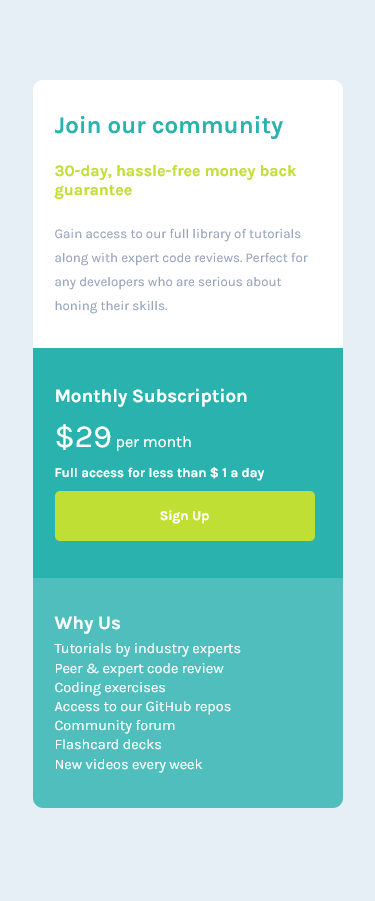 Join our community
30-day, hassle-free money back
guarantee
Gain access to our full library of tutorials
along with expert code reviews. Perfect for
any developers who are serious about
honing their skills.
Monthly Subscription
$29 per month
Full access for less than $ 1 a day
Sign Up
Why Us
Tutorials by industry experts
Peer & expert code review
Coding exercises
Access to our GitHub repos
Community forum
Flashcard decks
New videos every week